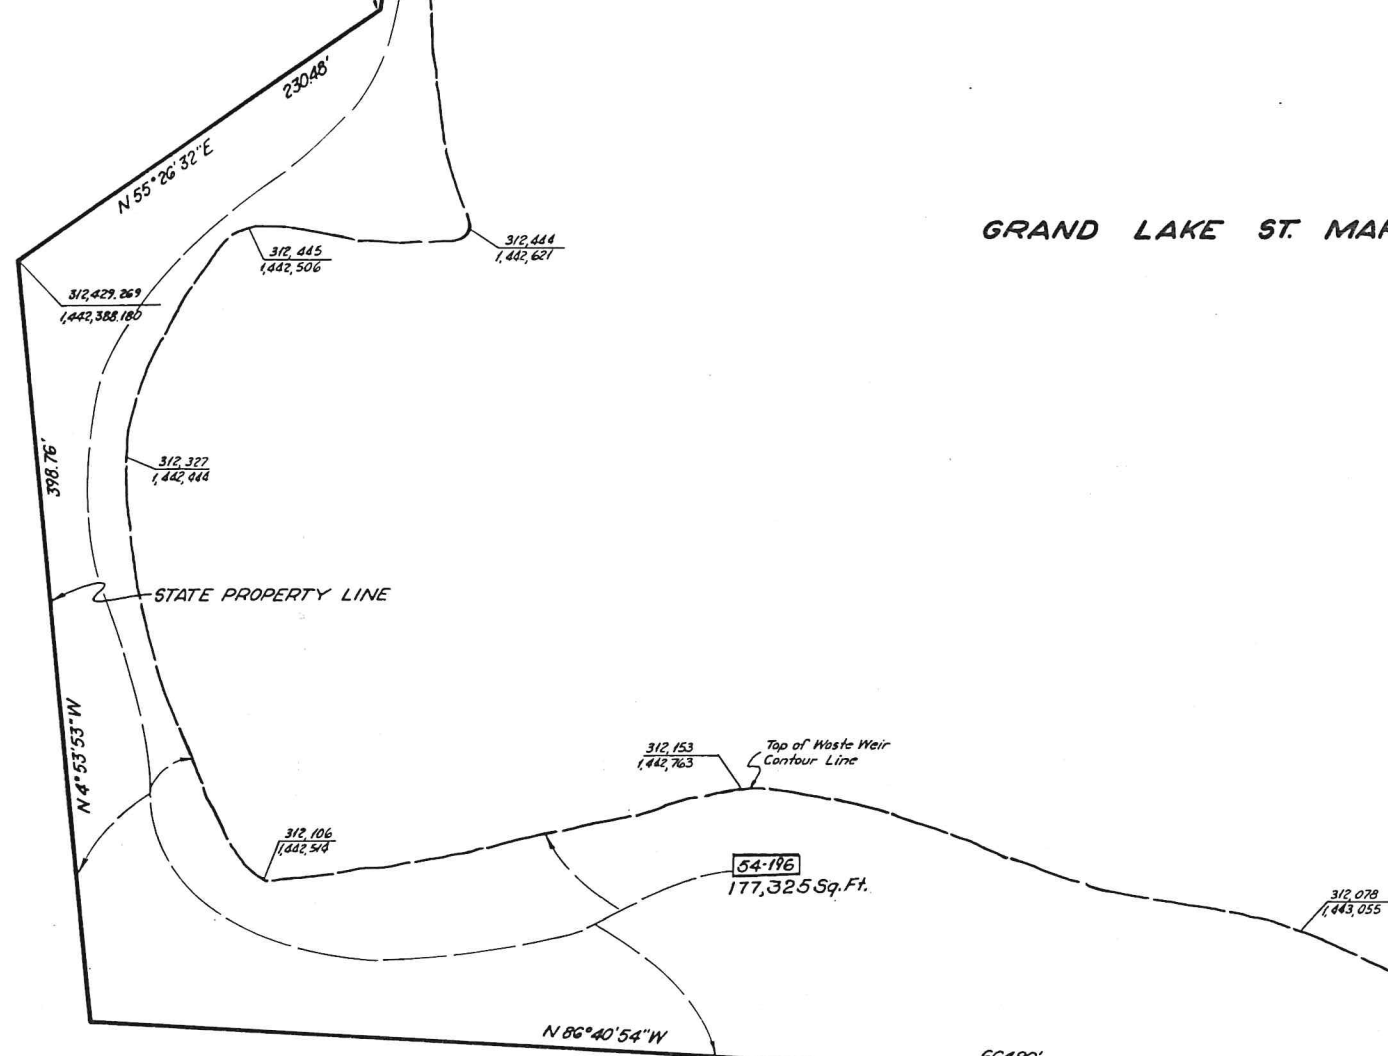 230.48'
N 55° 26' 32" E
GRAND LAKE ST. MAR
312,444
1,442,621
312,445
1,442,506
312,429.269
1,442,388.180
398.76'
312,327
1,442,444
STATE PROPERTY LINE
N 4° 53' 53" W
312,153
1,442,763
Top of Waste Weir
Contour Line
312,106
1,442,514
54-196
177,325 Sq. Ft.
312,078
1,443,055
N 86° 40' 54" W